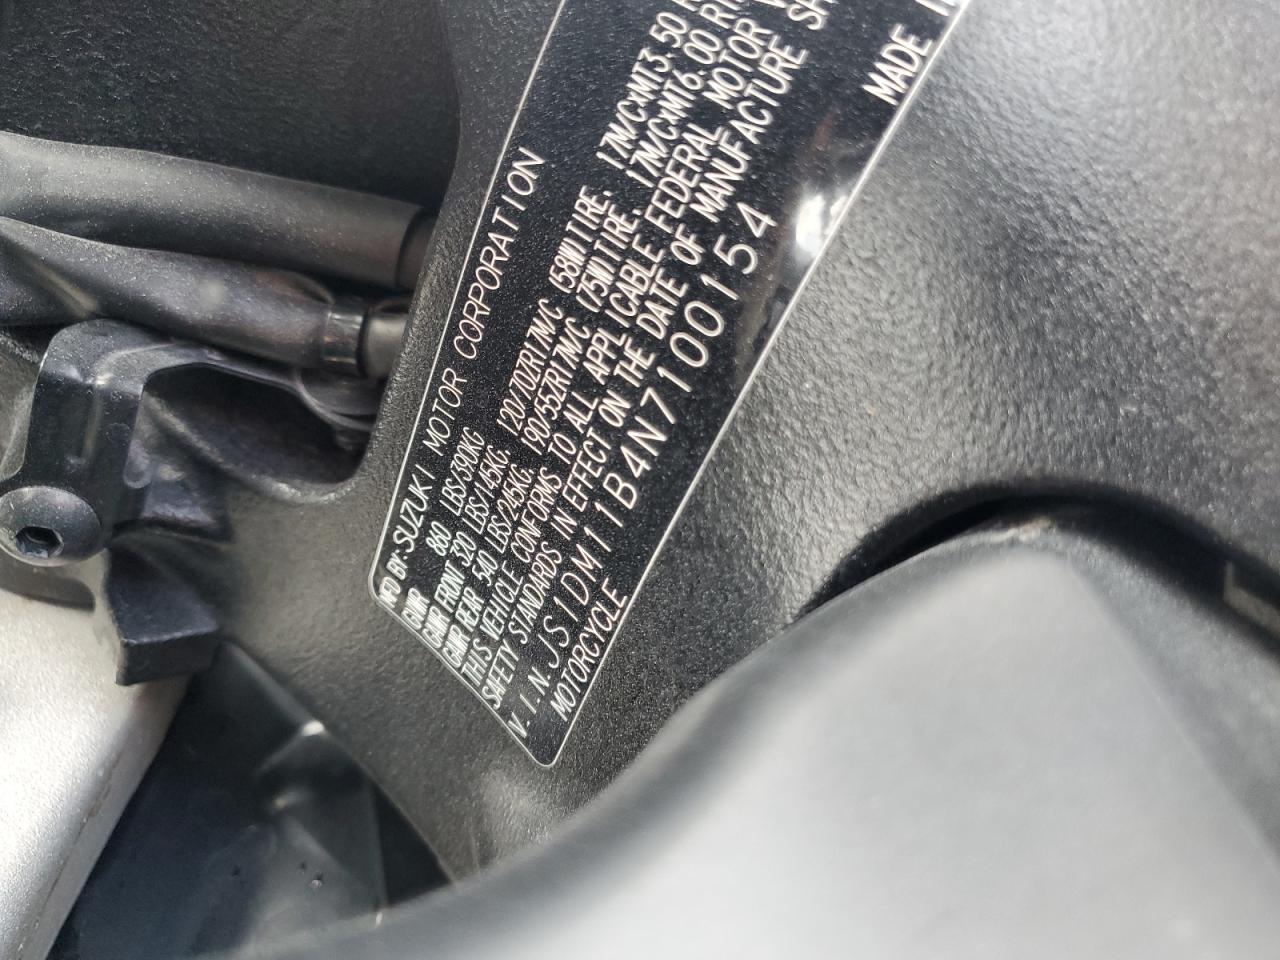 MFD BY: SUZUKI MOTOR CORPORATION
GVWR 860 LBS/390KG
GAWR FRONT 320 LBS/145KG. 120/70ZR17M/C (58W)TIRE. 17M/C×MT3.50
GAWR REAR 540 LBS/245KG. 190/55ZR17M/C (75W)TIRE. 17M/C×MT6.00
THIS VEHICLE CONFORMS TO ALL APPLICABLE FEDERAL MOTOR
SAFETY STANDARDS IN EFFECT ON THE DATE OF MANUFACTURE
V.I.N JS1DM11B4N7100154
MOTORCYCLE MADE